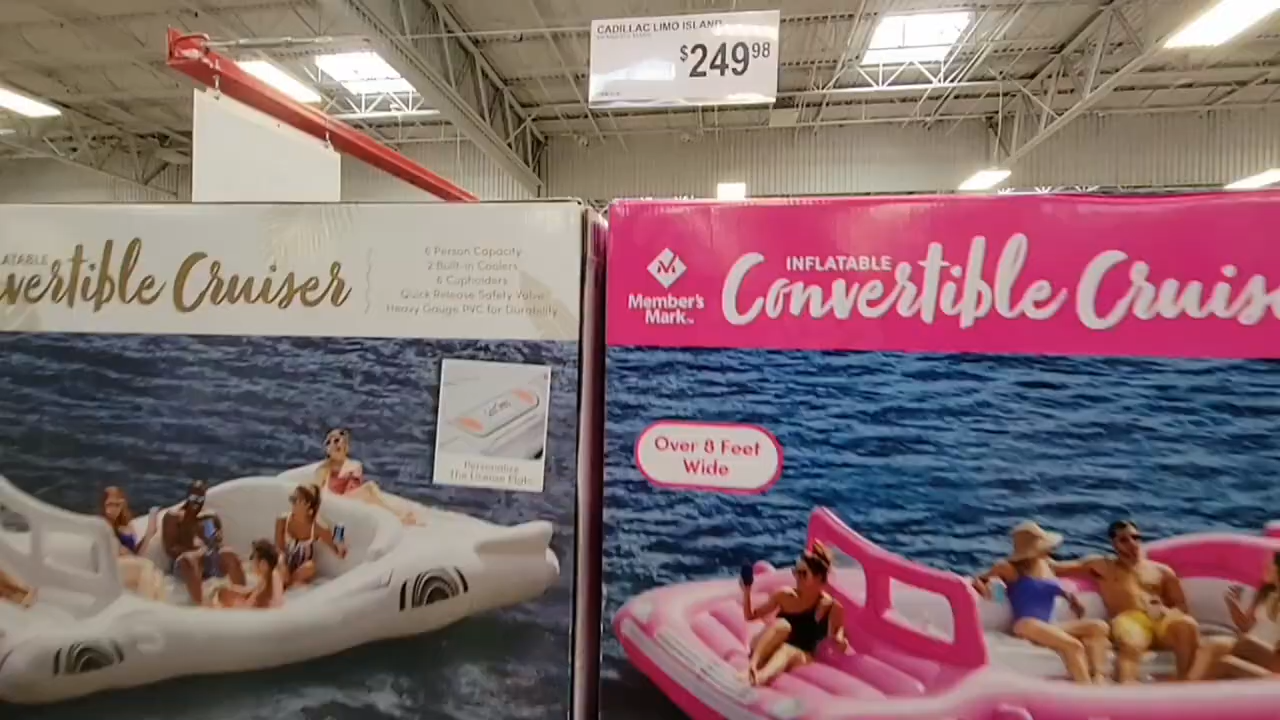 CADILLAC LIMO ISLAND
$249 98
ATABLE
vertible Cruiser
6 Person Capacity
2 Built-in Coolers
6 Cupholders
Quick Release Safety Valve
Heavy Gauge PVC for Durability
Personalize
The License Plate
Member's
Mark™
INFLATABLE
Convertible Cruis
Over 8 Feet
Wide